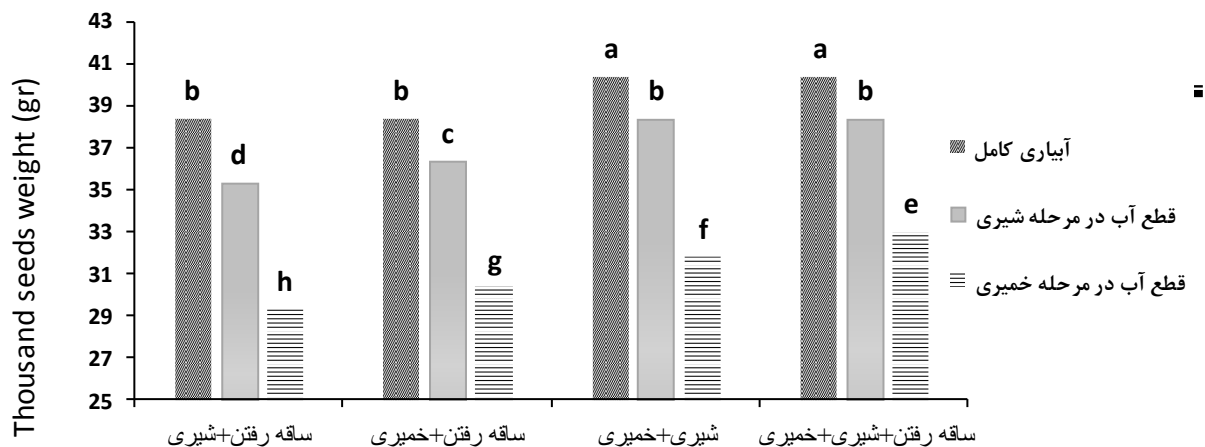 Thousand seeds weight (gr)
43
41
39
37
35
33
31
29
27
25
b
d
h
b
c
g
a
b
f
a
b
e
ساقه رفتن+شیری
ساقه رفتن+خمیری
شیری+خمیری
ساقه رفتن+شیری+خمیری
آبیاری کامل
قطع آب در مرحله شیری
قطع آب در مرحله خمیری